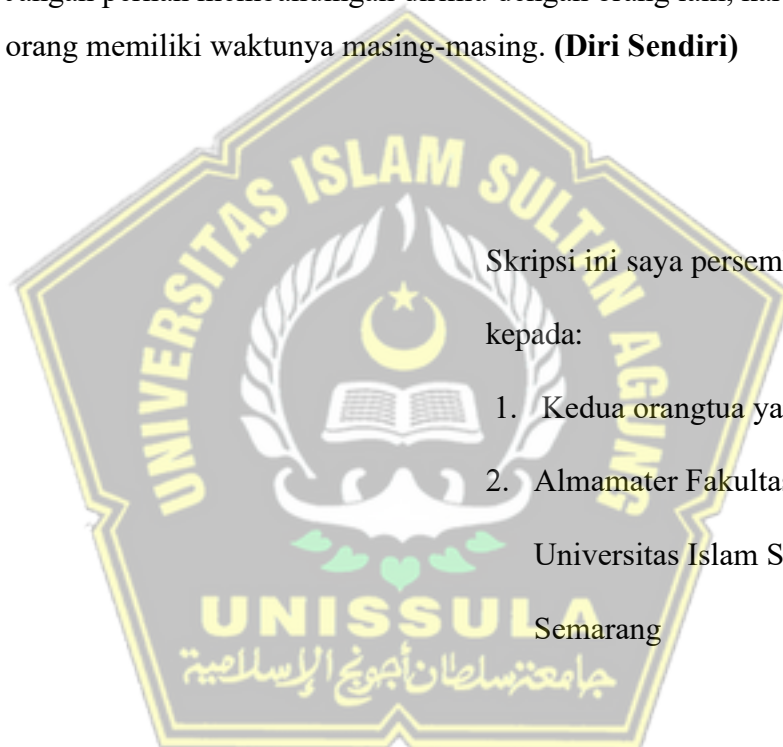 orang memiliki waktunya masing-masing. (Diri Sendiri)
UNIVERSITAS ISLAM SULTAN AGUNG
Skripsi ini saya persem
kepada:
1. Kedua orangtua ya
2. Almamater Fakulta
Universitas Islam S
Semarang
UNISSULA
جامعة سلطان أجونج الإسلامية